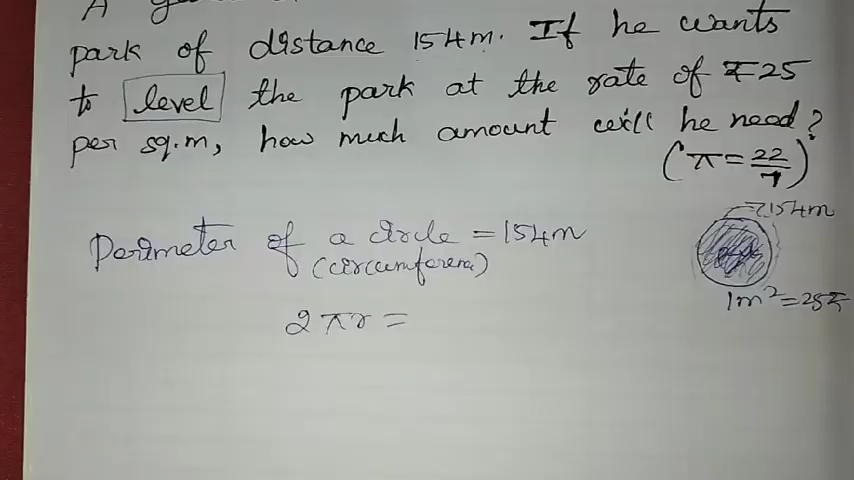 A
park of distance 154m. If he wants
to level the park at the rate of ₹25
per sq.m, how much amount will he need?
(π = 22/7)
154m
Perimeter of a circle = 154m
(circumference)
1m² = 25₹
2πr =